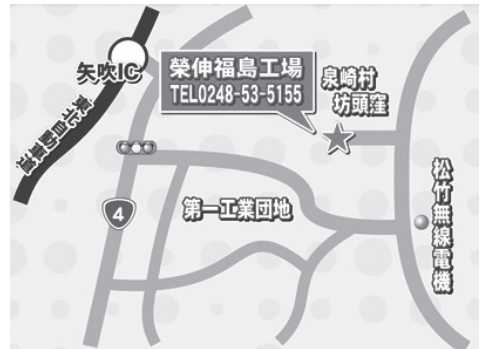 矢吹IC
榮伸福島工場
TEL0248-53-5155
泉崎村
坊頭窪
東北自動車道
4
第一工業団地
松竹無線電機